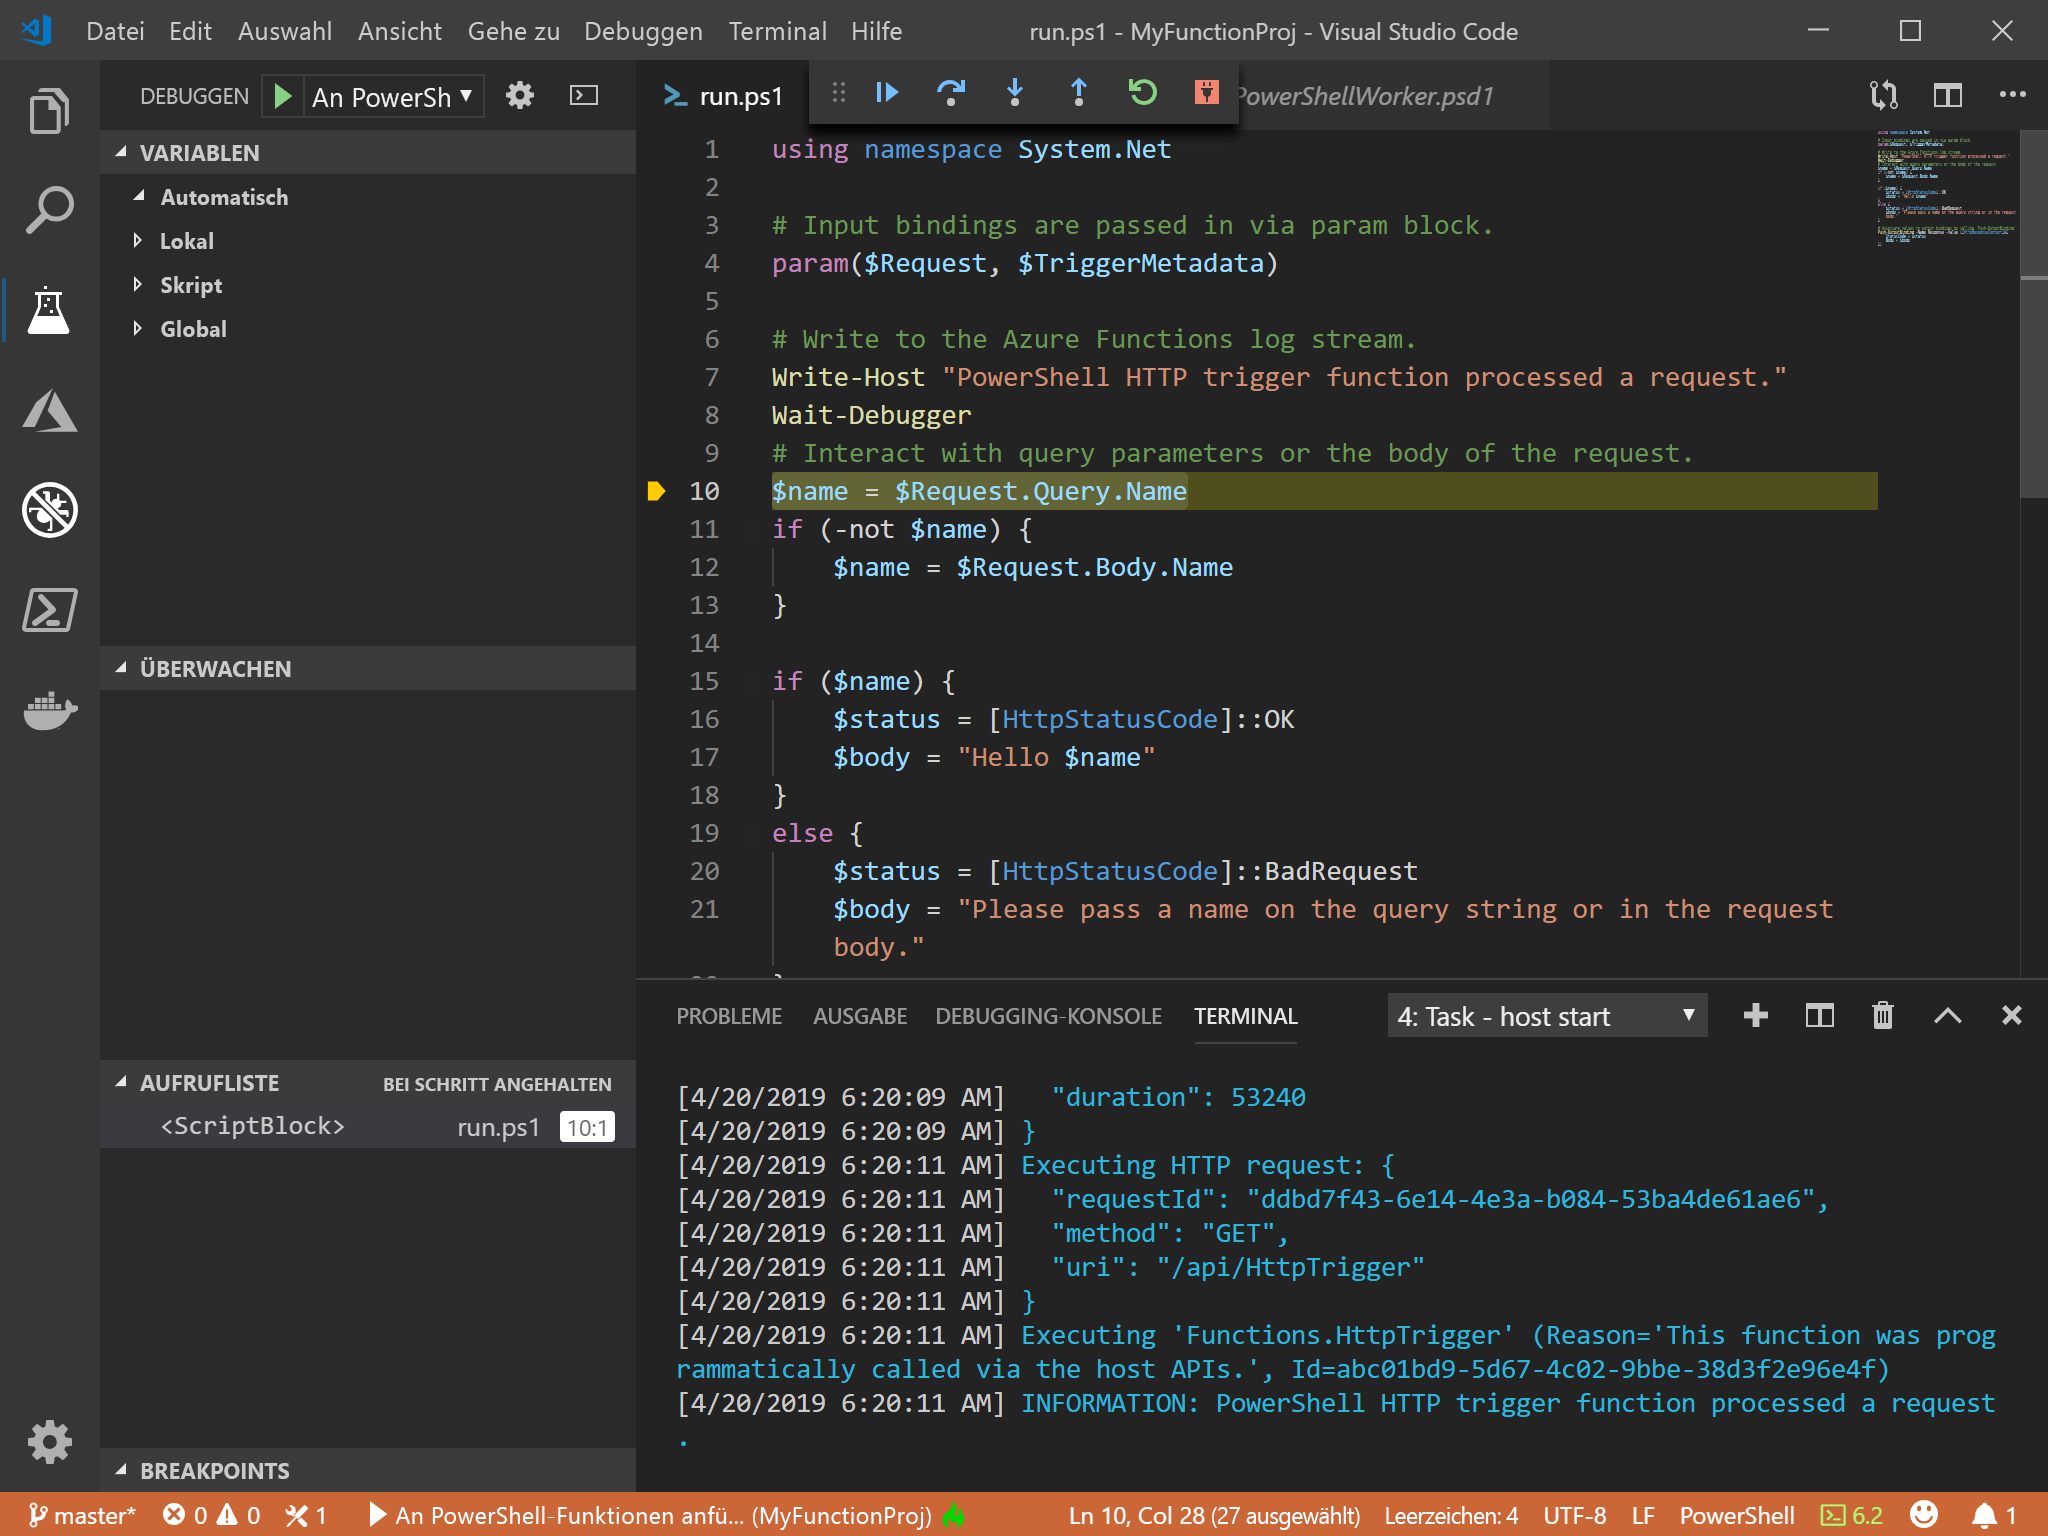 Datei Edit Auswahl Ansicht Gehe zu Debuggen Terminal Hilfe
run.ps1 - MyFunctionProj - Visual Studio Code
DEBUGGEN An PowerSh
run.ps1
PowerShellWorker.psd1
VARIABLEN
Automatisch
Lokal
Skript
Global
ÜBERWACHEN
AUFRUFLISTE BEI SCHRITT ANGEHALTEN
<ScriptBlock> run.ps1 10:1
BREAKPOINTS
1 using namespace System.Net
2
3 # Input bindings are passed in via param block.
4 param($Request, $TriggerMetadata)
5
6 # Write to the Azure Functions log stream.
7 Write-Host "PowerShell HTTP trigger function processed a request."
8 Wait-Debugger
9 # Interact with query parameters or the body of the request.
10 $name = $Request.Query.Name
11 if (-not $name) {
12 $name = $Request.Body.Name
13 }
14
15 if ($name) {
16 $status = [HttpStatusCode]::OK
17 $body = "Hello $name"
18 }
19 else {
20 $status = [HttpStatusCode]::BadRequest
21 $body = "Please pass a name on the query string or in the request
body."
PROBLEME AUSGABE DEBUGGING-KONSOLE TERMINAL
4: Task - host start
[4/20/2019 6:20:09 AM] "duration": 53240
[4/20/2019 6:20:09 AM] }
[4/20/2019 6:20:11 AM] Executing HTTP request: {
[4/20/2019 6:20:11 AM] "requestId": "ddbd7f43-6e14-4e3a-b084-53ba4de61ae6",
[4/20/2019 6:20:11 AM] "method": "GET",
[4/20/2019 6:20:11 AM] "uri": "/api/HttpTrigger"
[4/20/2019 6:20:11 AM] }
[4/20/2019 6:20:11 AM] Executing 'Functions.HttpTrigger' (Reason='This function was prog
rammatically called via the host APIs.', Id=abc01bd9-5d67-4c02-9bbe-38d3f2e96e4f)
[4/20/2019 6:20:11 AM] INFORMATION: PowerShell HTTP trigger function processed a request
.
master* 0 0 1 An PowerShell-Funktionen anfü... (MyFunctionProj)
Ln 10, Col 28 (27 ausgewählt) Leerzeichen: 4 UTF-8 LF PowerShell 6.2 1